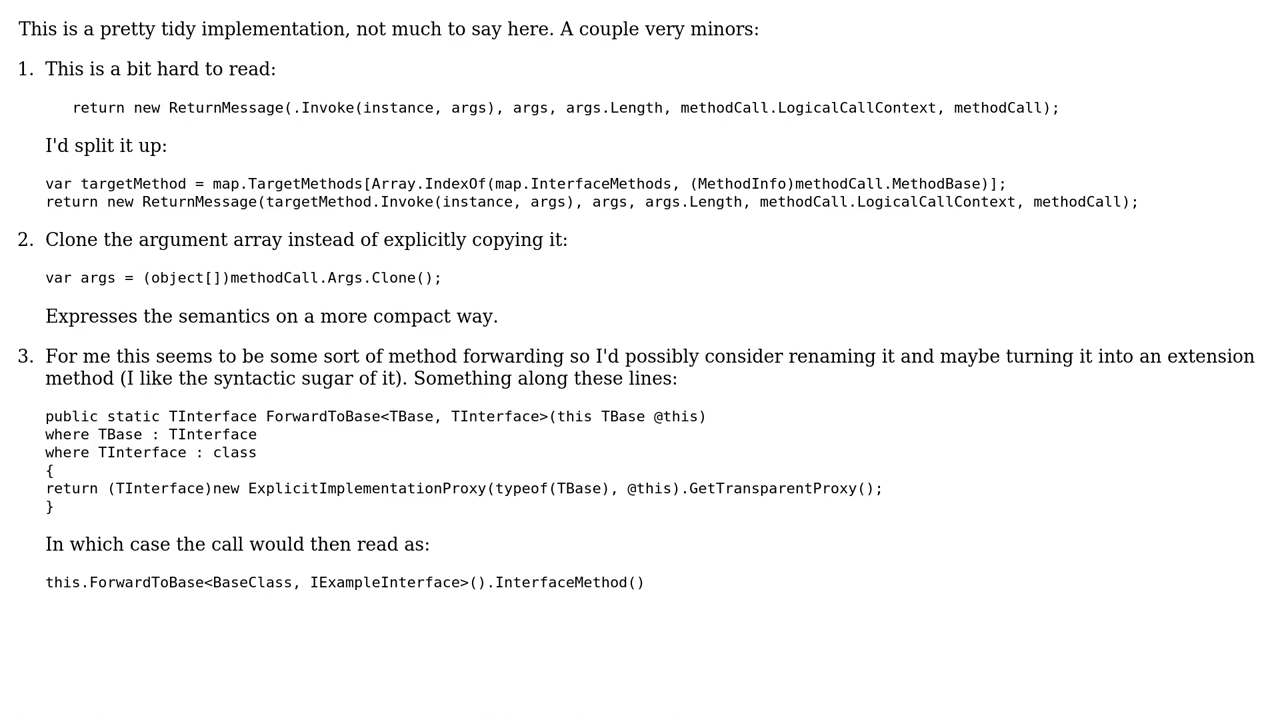 This is a pretty tidy implementation, not much to say here. A couple very minors:
1. This is a bit hard to read:
return new ReturnMessage(.Invoke(instance, args), args, args.Length, methodCall.LogicalCallContext, methodCall);
I'd split it up:
var targetMethod = map.TargetMethods[Array.IndexOf(map.InterfaceMethods, (MethodInfo)methodCall.MethodBase)];
return new ReturnMessage(targetMethod.Invoke(instance, args), args, args.Length, methodCall.LogicalCallContext, methodCall);
2. Clone the argument array instead of explicitly copying it:
var args = (object[])methodCall.Args.Clone();
Expresses the semantics on a more compact way.
3. For me this seems to be some sort of method forwarding so I'd possibly consider renaming it and maybe turning it into an extension
method (I like the syntactic sugar of it). Something along these lines:
public static TInterface ForwardToBase<TBase, TInterface>(this TBase @this)
where TBase : TInterface
where TInterface : class
{
return (TInterface)new ExplicitImplementationProxy(typeof(TBase), @this).GetTransparentProxy();
}
In which case the call would then read as:
this.ForwardToBase<BaseClass, IExampleInterface>().InterfaceMethod()